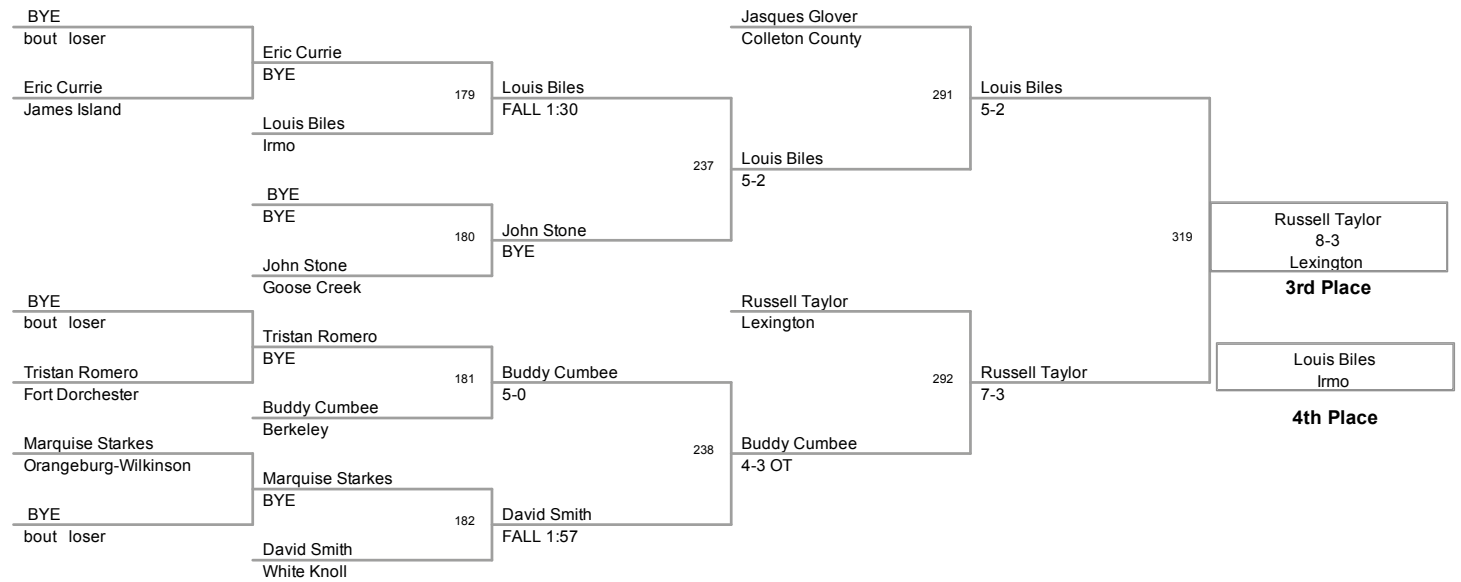 BYE
bout loser
Eric Currie
James Island
Eric Currie
BYE
179
Louis Biles
Irmo
Louis Biles
FALL 1:30
BYE
BYE
180
John Stone
Goose Creek
John Stone
BYE
237
Louis Biles
5-2
Jasques Glover
Colleton County
291
Louis Biles
5-2
BYE
bout loser
Tristan Romero
Fort Dorchester
Tristan Romero
BYE
181
Buddy Cumbee
Berkeley
Buddy Cumbee
5-0
Marquise Starkes
Orangeburg-Wilkinson
BYE
bout loser
Marquise Starkes
BYE
182
David Smith
White Knoll
David Smith
FALL 1:57
238
Buddy Cumbee
4-3 OT
Russell Taylor
Lexington
292
Russell Taylor
7-3
319
Russell Taylor
8-3
Lexington
3rd Place
Louis Biles
Irmo
4th Place